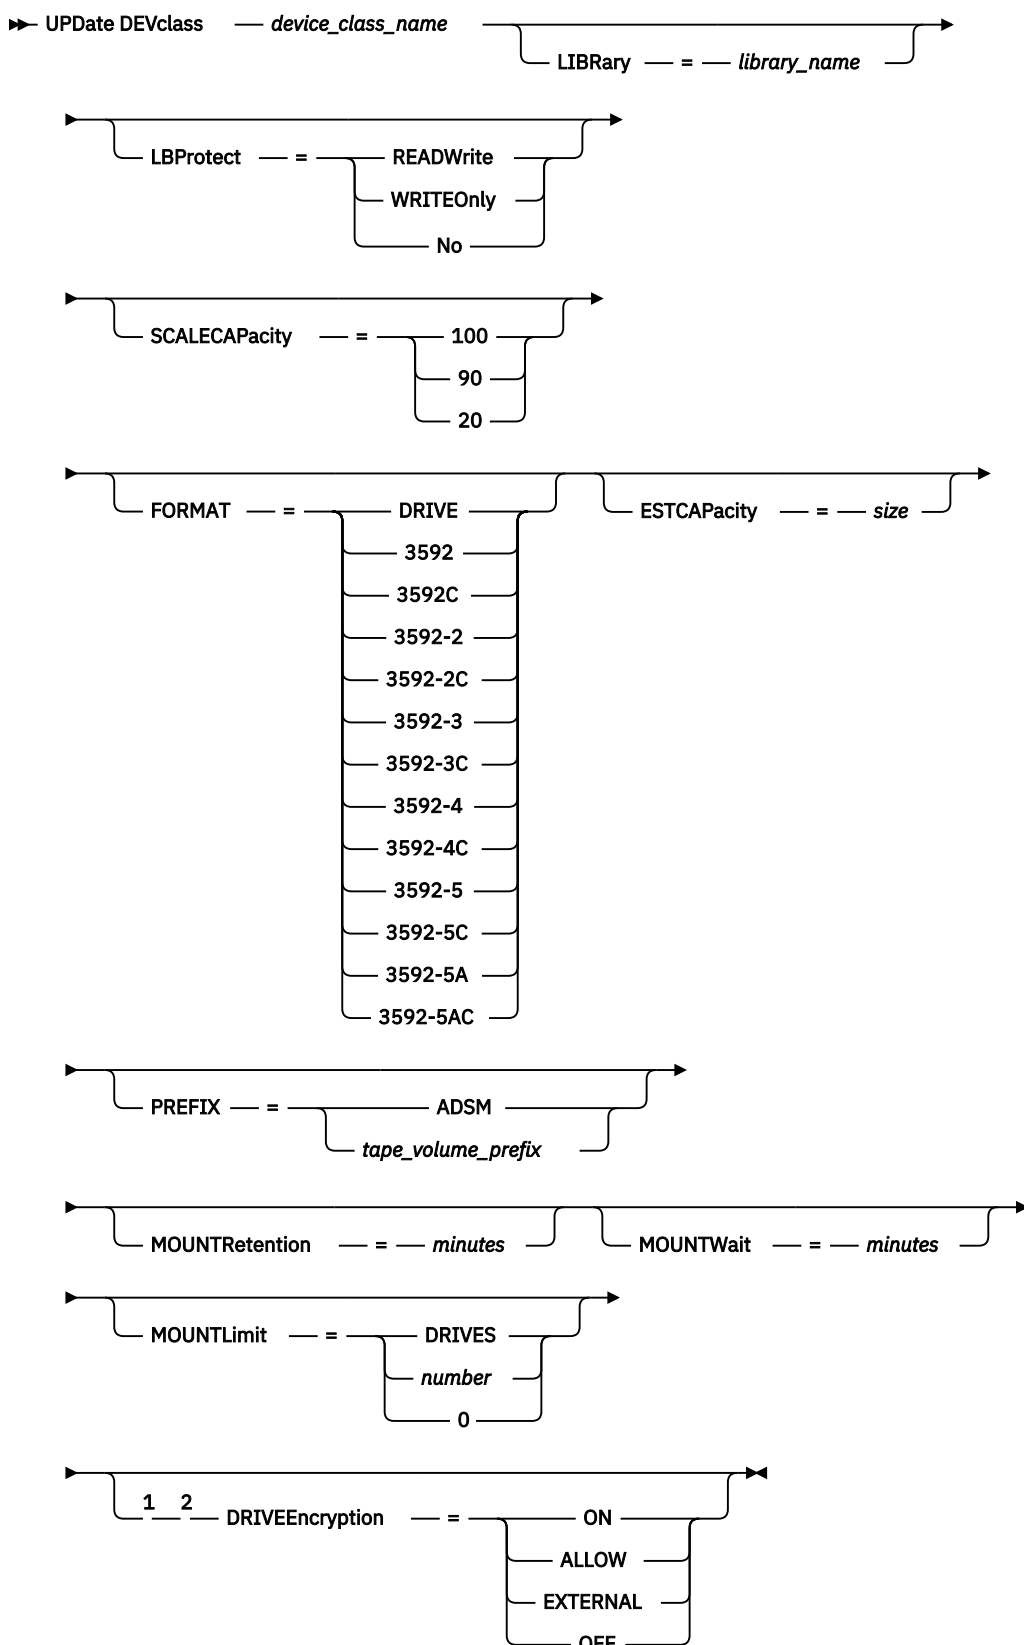 UPDate DEVclass device_class_name
LIBRary = library_name
LBProtect = READWrite
WRITEOnly
No
SCALECAPacity = 100
90
20
FORMAT = DRIVE ESTCAPacity = size
3592
3592C
3592-2
3592-2C
3592-3
3592-3C
3592-4
3592-4C
3592-5
3592-5C
3592-5A
3592-5AC
PREFIX = ADSM
tape_volume_prefix
MOUNTRetention = minutes MOUNTWait = minutes
MOUNTLimit = DRIVES
number
0
1 2 DRIVEEncryption = ON
ALLOW
EXTERNAL
OFF